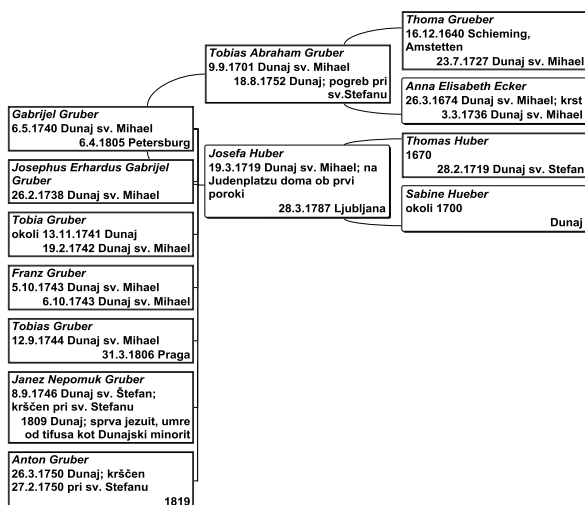 Thoma Grueber
16.12.1640 Schieming,
Amstetten
23.7.1727 Dunaj sv. Mihael
Tobias Abraham Gruber
9.9.1701 Dunaj sv. Mihael
18.8.1752 Dunaj; pogreb pri
sv.Stefanu
Anna Elisabeth Ecker
26.3.1674 Dunaj sv. Mihael; krst
3.3.1736 Dunaj sv. Mihael
Gabrijel Gruber
6.5.1740 Dunaj sv. Mihael
6.4.1805 Petersburg
Josefa Huber
19.3.1719 Dunaj sv. Mihael; na
Judenplatzu doma ob prvi
poroki
28.3.1787 Ljubljana
Thomas Huber
1670
28.2.1719 Dunaj sv. Stefan
Sabine Hueber
okoli 1700
Dunaj
Josephus Erhardus Gabrijel
Gruber
26.2.1738 Dunaj sv. Mihael
Tobia Gruber
okoli 13.11.1741 Dunaj
19.2.1742 Dunaj sv. Mihael
Franz Gruber
5.10.1743 Dunaj sv. Mihael
6.10.1743 Dunaj sv. Mihael
Tobias Gruber
12.9.1744 Dunaj sv. Mihael
31.3.1806 Praga
Janez Nepomuk Gruber
8.9.1746 Dunaj sv. Štefan;
krščen pri sv. Stefanu
1809 Dunaj; sprva jezuit, umre
od tifusa kot Dunajski minorit
Anton Gruber
26.3.1750 Dunaj; krščen
27.2.1750 pri sv. Stefanu
1819